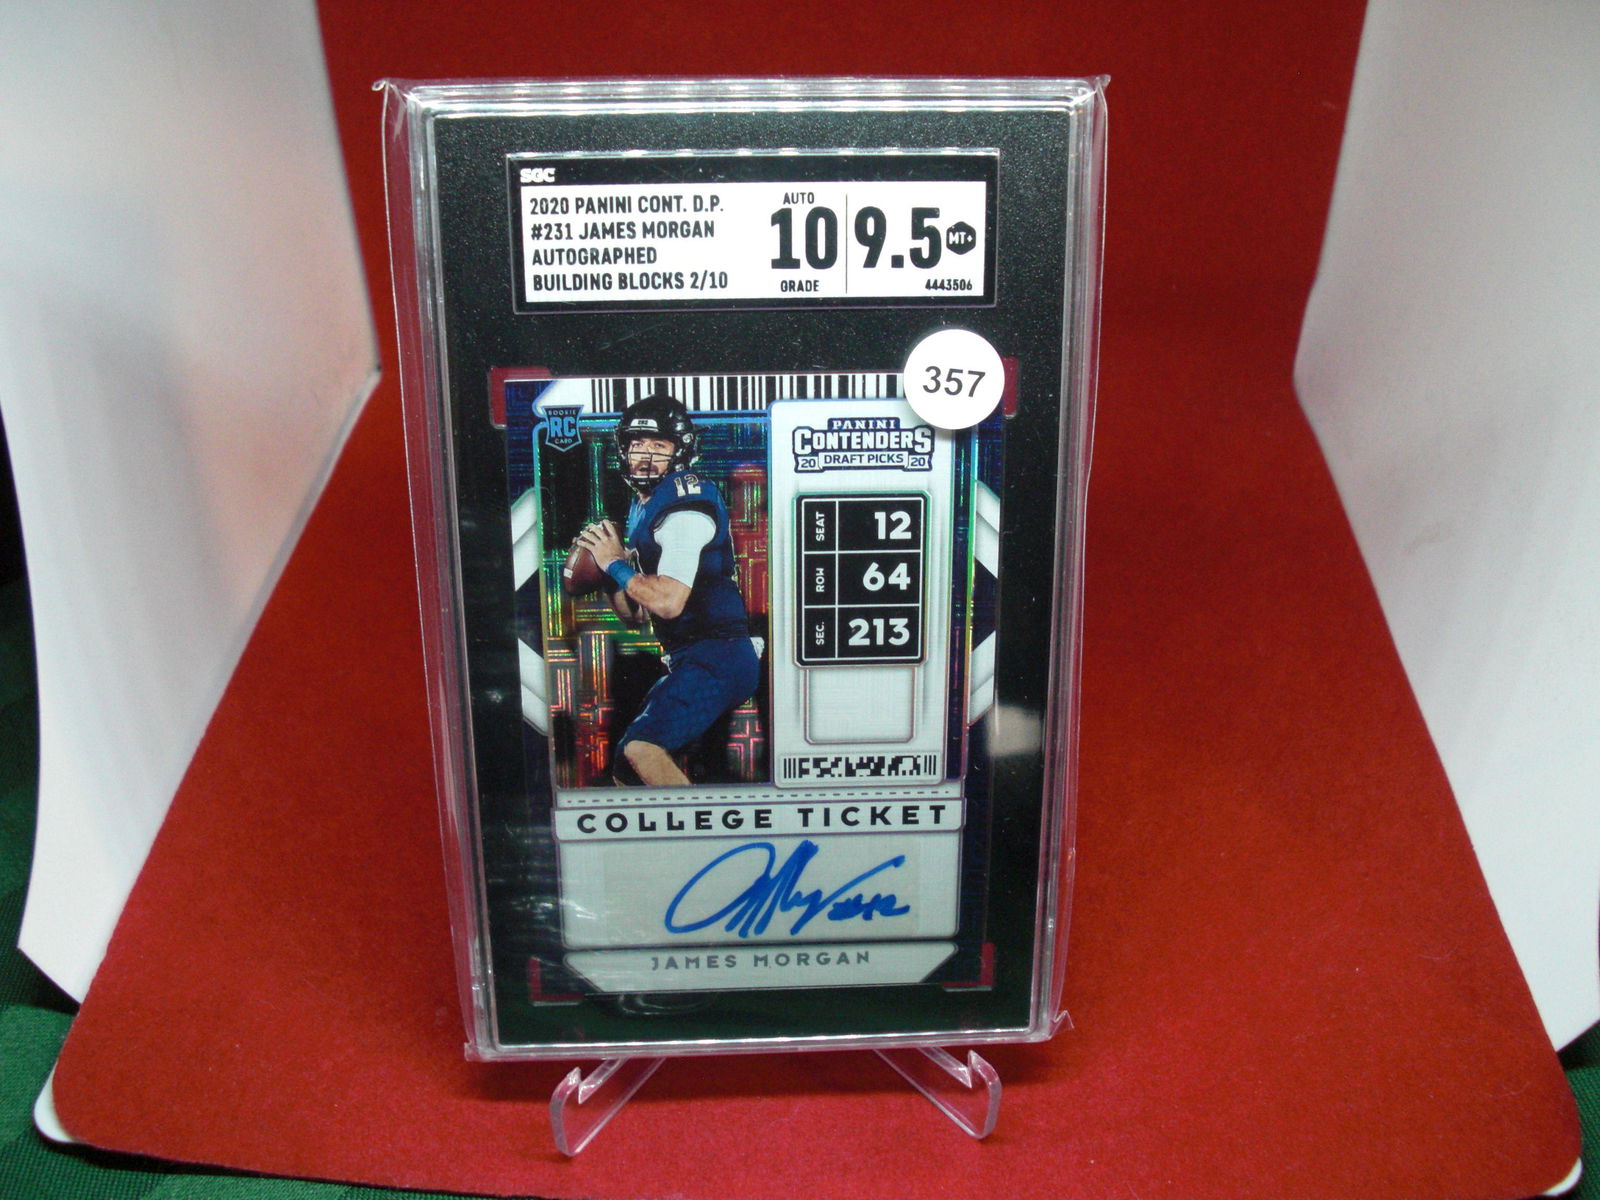 SGC
2020 PANINI CONT. D.P.
#231 JAMES MORGAN
AUTOGRAPHED
BUILDING BLOCKS 2/10
AUTO
10
GRADE
9.5 MT+
4443506
357
ROOKIE
RC
CARD
12
PANINI
CONTENDERS
20 DRAFT PICKS 20
SEAT 12
ROW 64
SEC. 213
COLLEGE TICKET
#12
JAMES MORGAN